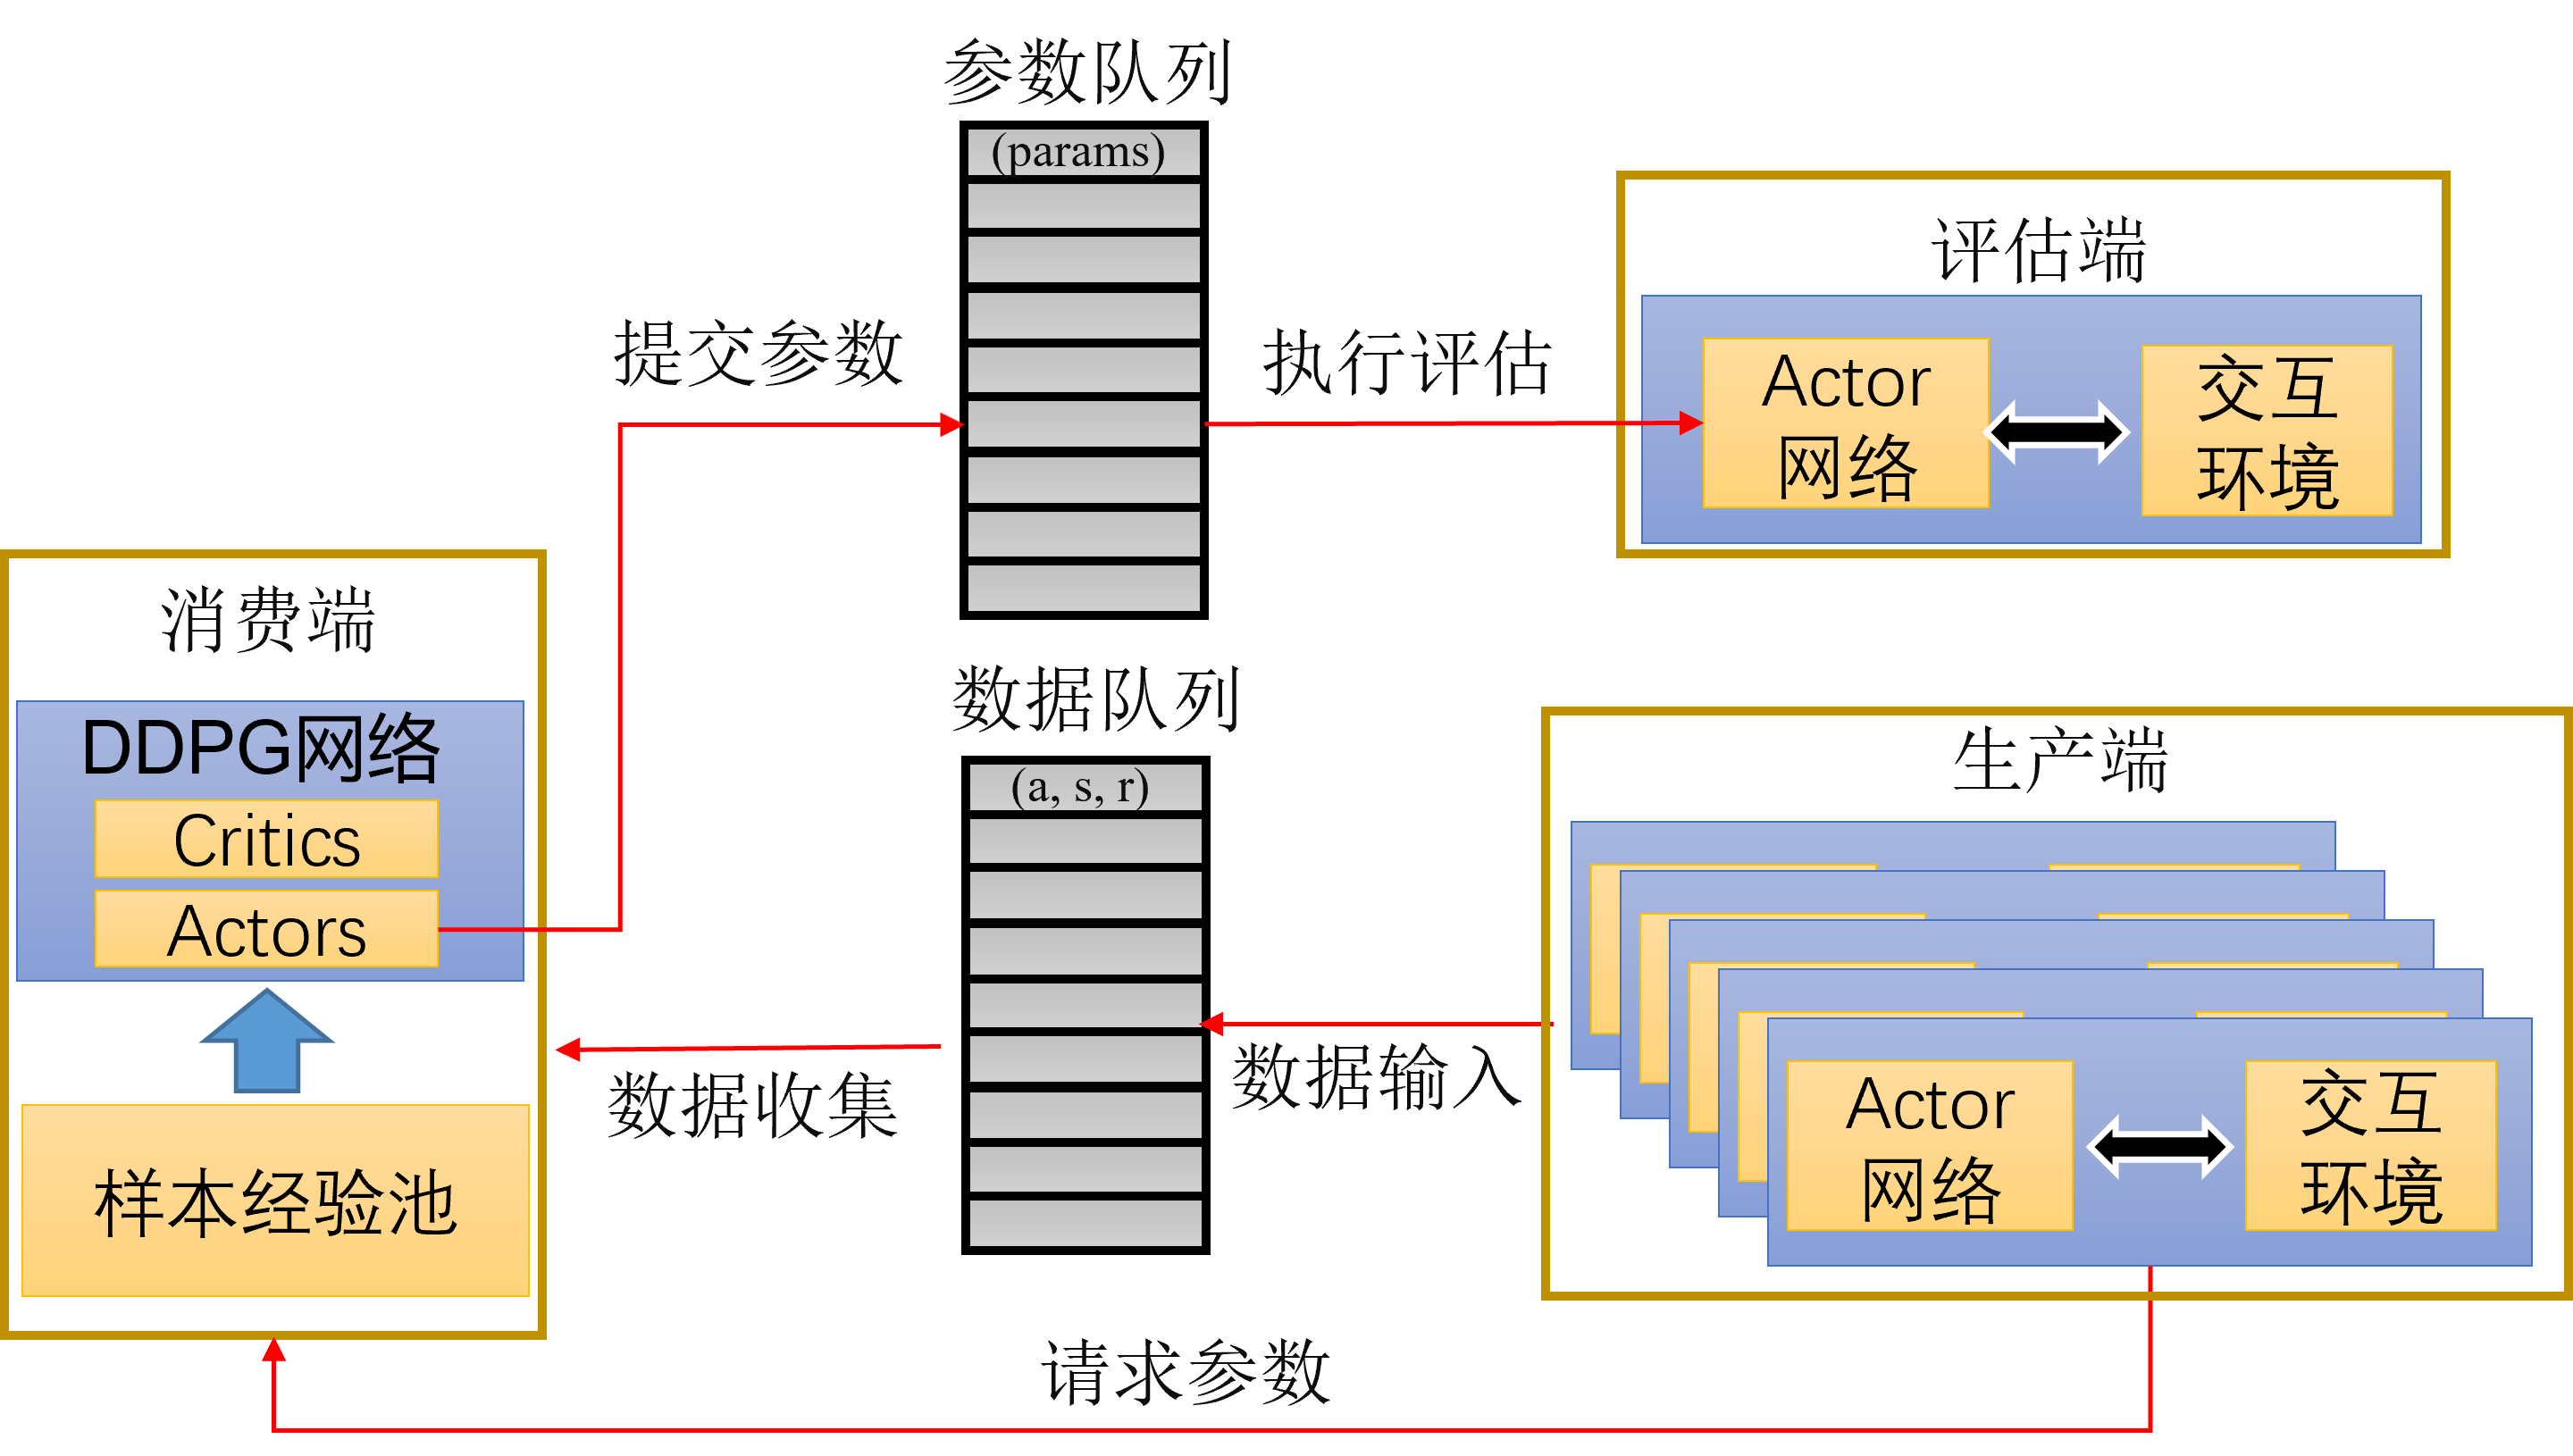 参数队列
(params)
评估端
提交参数
执行评估
Actor
网络
交互
环境
消费端
DDPG网络
Critics
Actors
样本经验池
数据队列
(a, s, r)
数据收集
数据输入
生产端
Actor
网络
交互
环境
请求参数